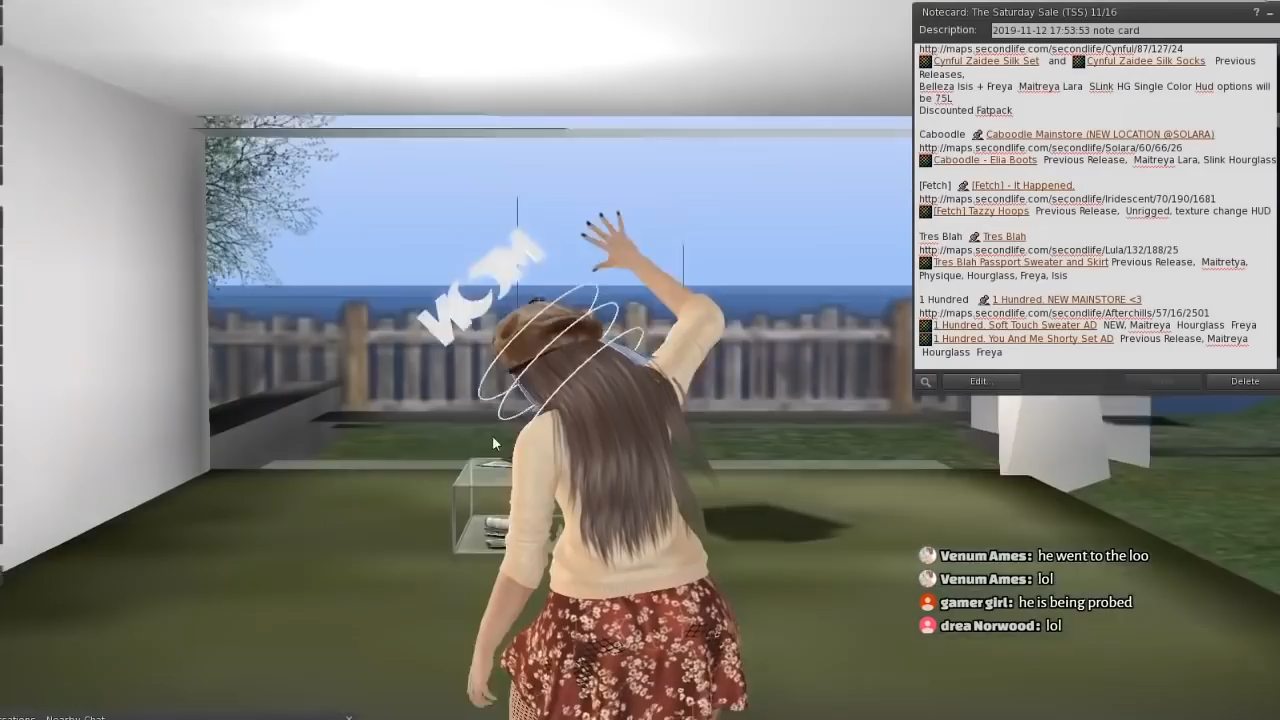 Notecard: The Saturday Sale (TSS) 11/16
Description: 2019-11-12 17:53:53 note card
http://maps.secondlife.com/secondlife/Cynful/87/127/24
Cynful Zaidee Silk Set and Cynful Zaidee Silk Socks Previous
Releases,
Belleza Isis + Freya Maitreya Lara SLink HG Single Color Hud options will
be 75L
Discounted Fatpack
Caboodle Caboodle Mainstore (NEW LOCATION @SOLARA)
http://maps.secondlife.com/secondlife/Solara/60/66/26
Caboodle - Elia Boots Previous Release, Maitreya Lara, Slink Hourglass
[Fetch] [Fetch] - It Happened.
http://maps.secondlife.com/secondlife/Iridescent/70/190/1681
[Fetch] Tazzy Hoops Previous Release, Unrigged, texture change HUD
Tres Blah Tres Blah
http://maps.secondlife.com/secondlife/Lula/132/188/25
Tres Blah Passport Sweater and Skirt Previous Release, Maitretya,
Physique, Hourglass, Freya, Isis
1 Hundred 1 Hundred. NEW MAINSTORE <3
http://maps.secondlife.com/secondlife/Afterchills/57/16/2501
1 Hundred. Soft Touch Sweater AD NEW, Maitreya Hourglass Freya
1 Hundred. You And Me Shorty Set AD Previous Release, Maitreya
Hourglass Freya
Edit... Delete
Venum Ames: he went to the loo
Venum Ames: lol
gamer girl: he is being probed
drea Norwood: lol
Nearby Chat